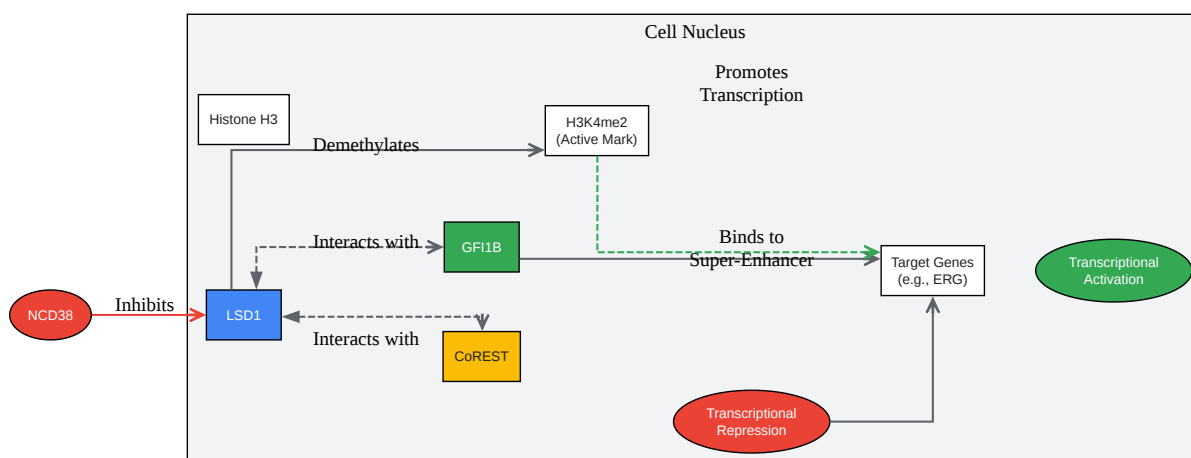 Cell Nucleus
Promotes
Transcription
Histone H3
H3K4me2
(Active Mark)
Demethylates
Interacts with
GFI1B
Binds to
Super-Enhancer
Target Genes
(e.g., ERG)
Transcriptional
Activation
NCD38
Inhibits
LSD1
Interacts with
CoREST
Transcriptional
Repression